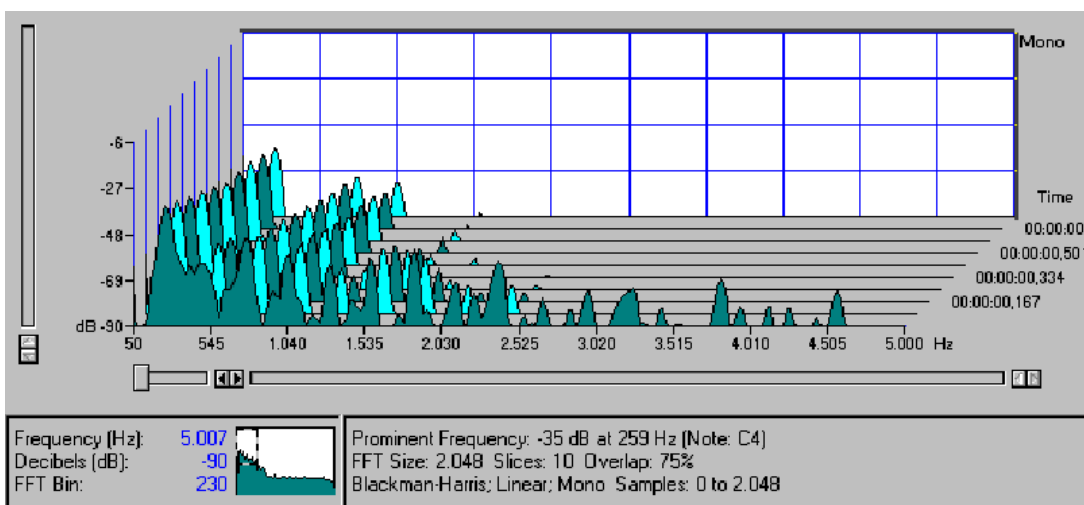 Mono
-6
-27
Time
00:00:00
-48
00:00:00,50
00:00:00,334
-69
00:00:00,167
dB -90
50 545 1.040 1.535 2.030 2.525 3.020 3.515 4.010 4.505 5.000 Hz
Frequency (Hz): 5.007
Decibels (dB): -90
FFT Bin: 230
Prominent Frequency: -35 dB at 259 Hz (Note: C4)
FFT Size: 2.048 Slices: 10 Overlap: 75%
Blackman-Harris; Linear; Mono Samples: 0 to 2.048